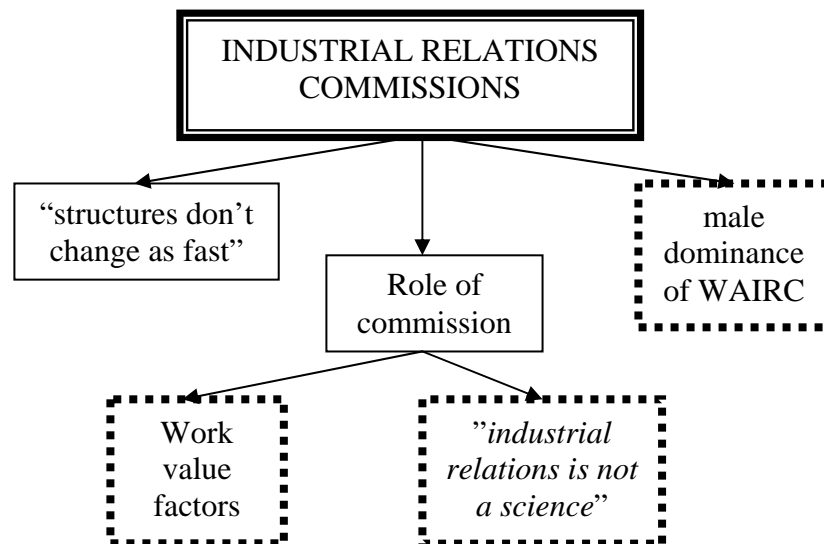 INDUSTRIAL RELATIONS
COMMISSIONS
“structures don’t
change as fast”
male
dominance
of WAIRC
Role of
commission
Work
value
factors
”industrial
relations is not
a science”